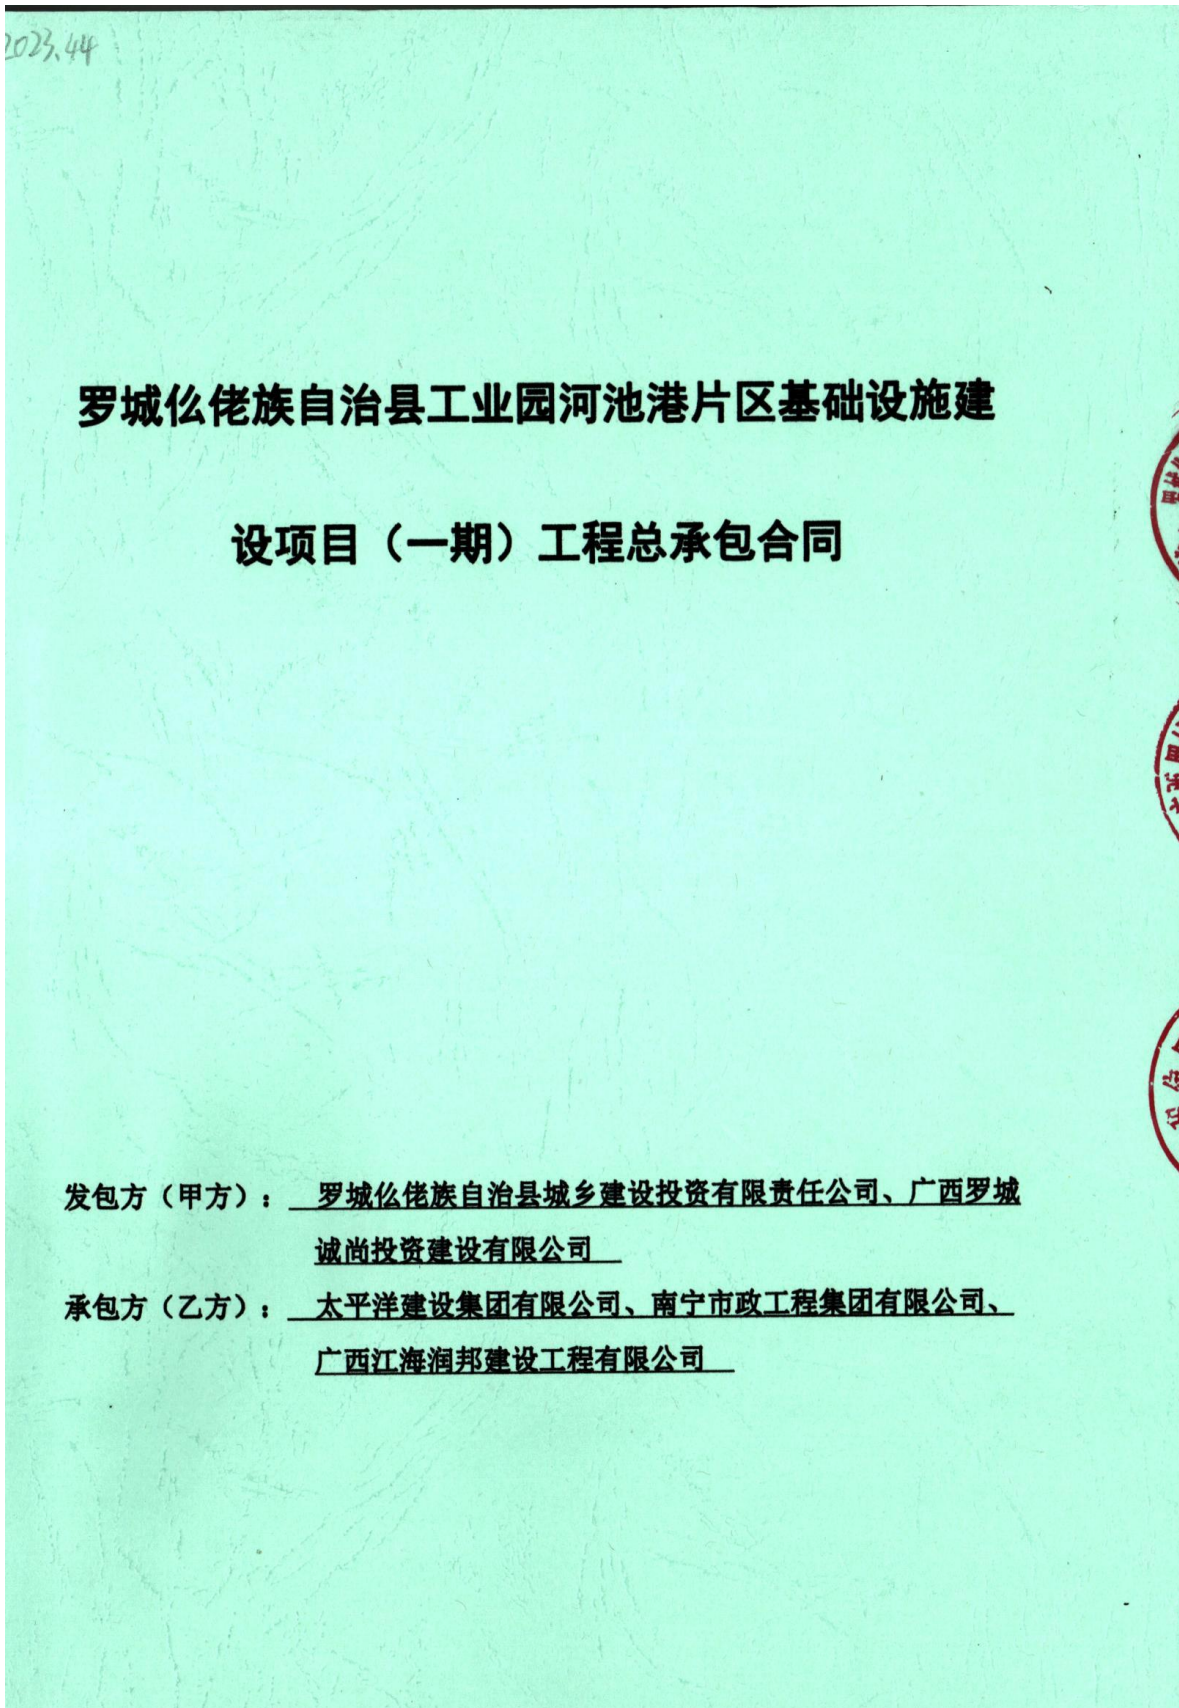 2023.44
罗城仫佬族自治县工业园河池港片区基础设施建
设项目（一期）工程总承包合同
发包方（甲方）：罗城仫佬族自治县城乡建设投资有限责任公司、广西罗城
诚尚投资建设有限公司
承包方（乙方）：太平洋建设集团有限公司、南宁市政工程集团有限公司、
广西江海润邦建设工程有限公司